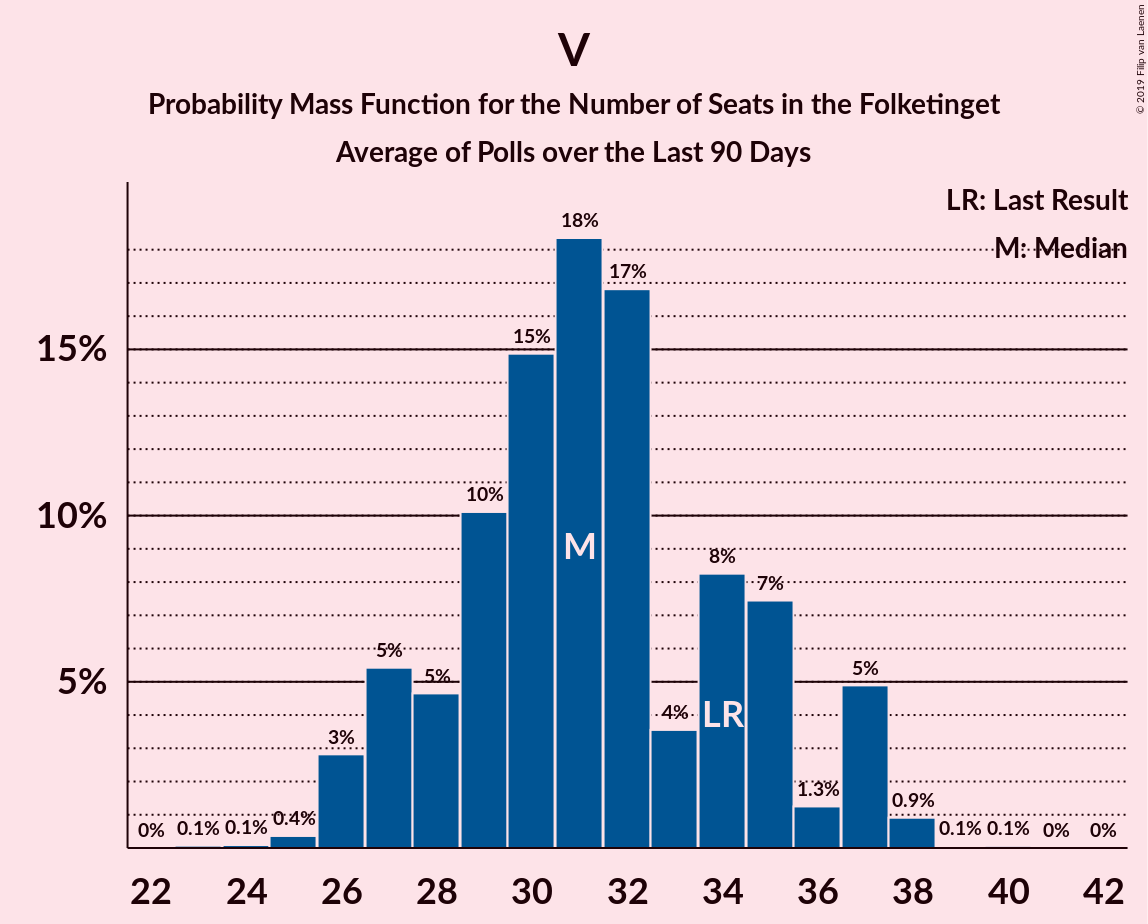 © 2019 Filip van Laenen
V
Probability Mass Function for the Number of Seats in the Folketinget
Average of Polls over the Last 90 Days
LR: Last Result
M: Median
15%
10%
5%
0%
0.1%
0.1%
0.4%
3%
5%
5%
10%
15%
18%
17%
4%
8%
7%
1.3%
5%
0.9%
0.1%
0.1%
0%
0%
M
LR
22 24 26 28 30 32 34 36 38 40 42